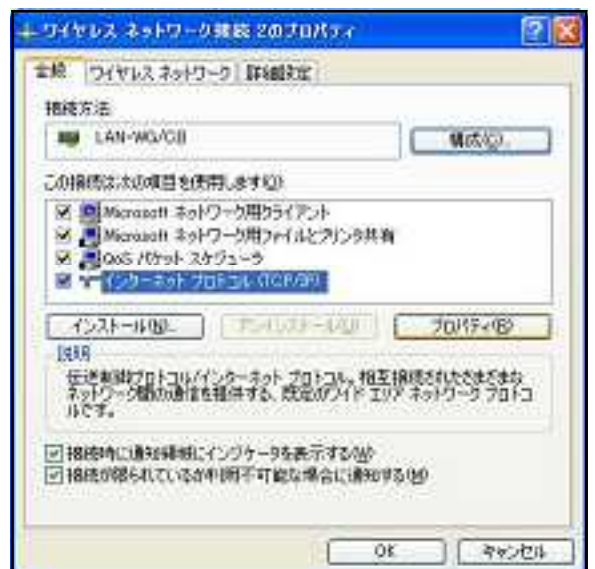 ワイヤレス ネットワーク接続 2のプロパティ
全般
ワイヤレス ネットワーク
詳細設定
接続方法:
LAN-WG/CB
構成(C)...
この接続は次の項目を使用します(O):
Microsoft ネットワーク用クライアント
Microsoft ネットワーク用ファイルとプリンタ共有
QoS パケット スケジューラ
インターネット プロトコル (TCP/IP)
インストール(N)...
アンインストール(U)
プロパティ(R)
説明
伝送制御プロトコル/インターネット プロトコル。相互接続されたさまざまな
ネットワーク間の通信を提供する、既定のワイド エリア ネットワーク プロトコ
ルです。
接続時に通知領域にインジケータを表示する(W)
接続が限られているか利用不可能な場合に通知する(M)
OK
キャンセル